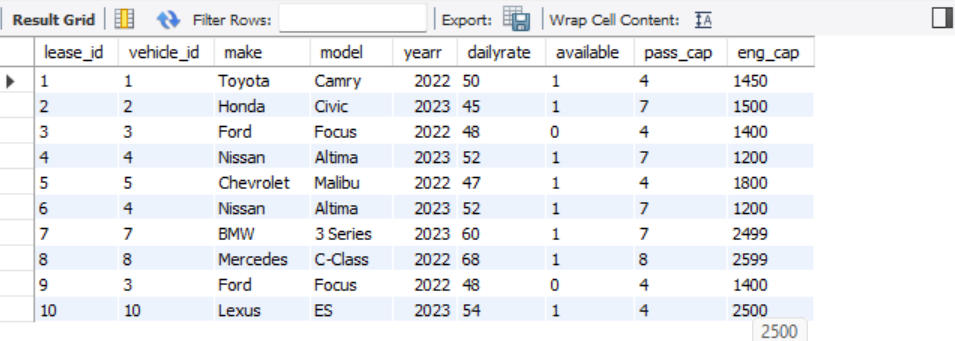 Result Grid Filter Rows: Export: Wrap Cell Content: IA
lease_id vehicle_id make model yearr dailyrate available pass_cap eng_cap
1 1 Toyota Camry 2022 50 1 4 1450
2 2 Honda Civic 2023 45 1 7 1500
3 3 Ford Focus 2022 48 0 4 1400
4 4 Nissan Altima 2023 52 1 7 1200
5 5 Chevrolet Malibu 2022 47 1 4 1800
6 4 Nissan Altima 2023 52 1 7 1200
7 7 BMW 3 Series 2023 60 1 7 2499
8 8 Mercedes C-Class 2022 68 1 8 2599
9 3 Ford Focus 2022 48 0 4 1400
10 10 Lexus ES 2023 54 1 4 2500
2500